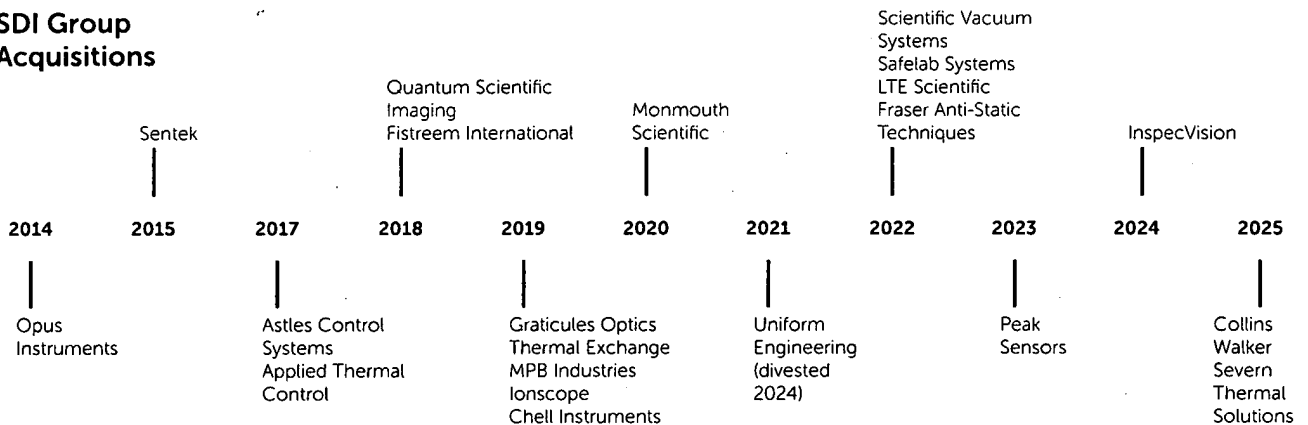 SDI Group
Acquisitions
Sentek
Quantum Scientific
Imaging
Fistreem International
Monmouth
Scientific
Scientific Vacuum
Systems
Safelab Systems
LTE Scientific
Fraser Anti-Static
Techniques
InspecVision
2014 2015 2017 2018 2019 2020 2021 2022 2023 2024 2025
Opus
Instruments
Astles Control
Systems
Applied Thermal
Control
Graticules Optics
Thermal Exchange
MPB Industries
Ionscope
Chell Instruments
Uniform
Engineering
(divested
2024)
Peak
Sensors
Collins
Walker
Severn
Thermal
Solutions